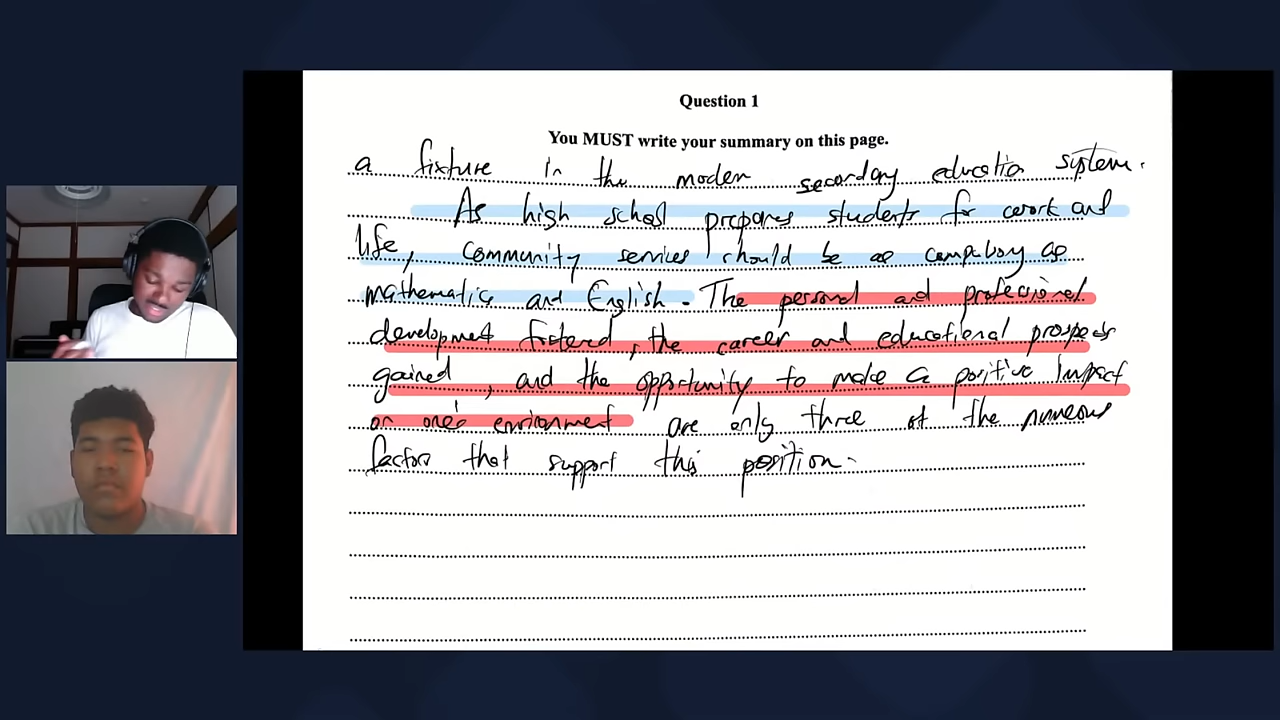 Question 1
You MUST write your summary on this page.
a fixture in the modern secondary education system.
As high school prepares students for work and
life, community services should be as compulsory as
mathematics and English. The personal and professional
development fostered, the career and educational prospects
gained, and the opportunity to make a positive impact
on one's environment are only three of the numerous
factors that support this position.